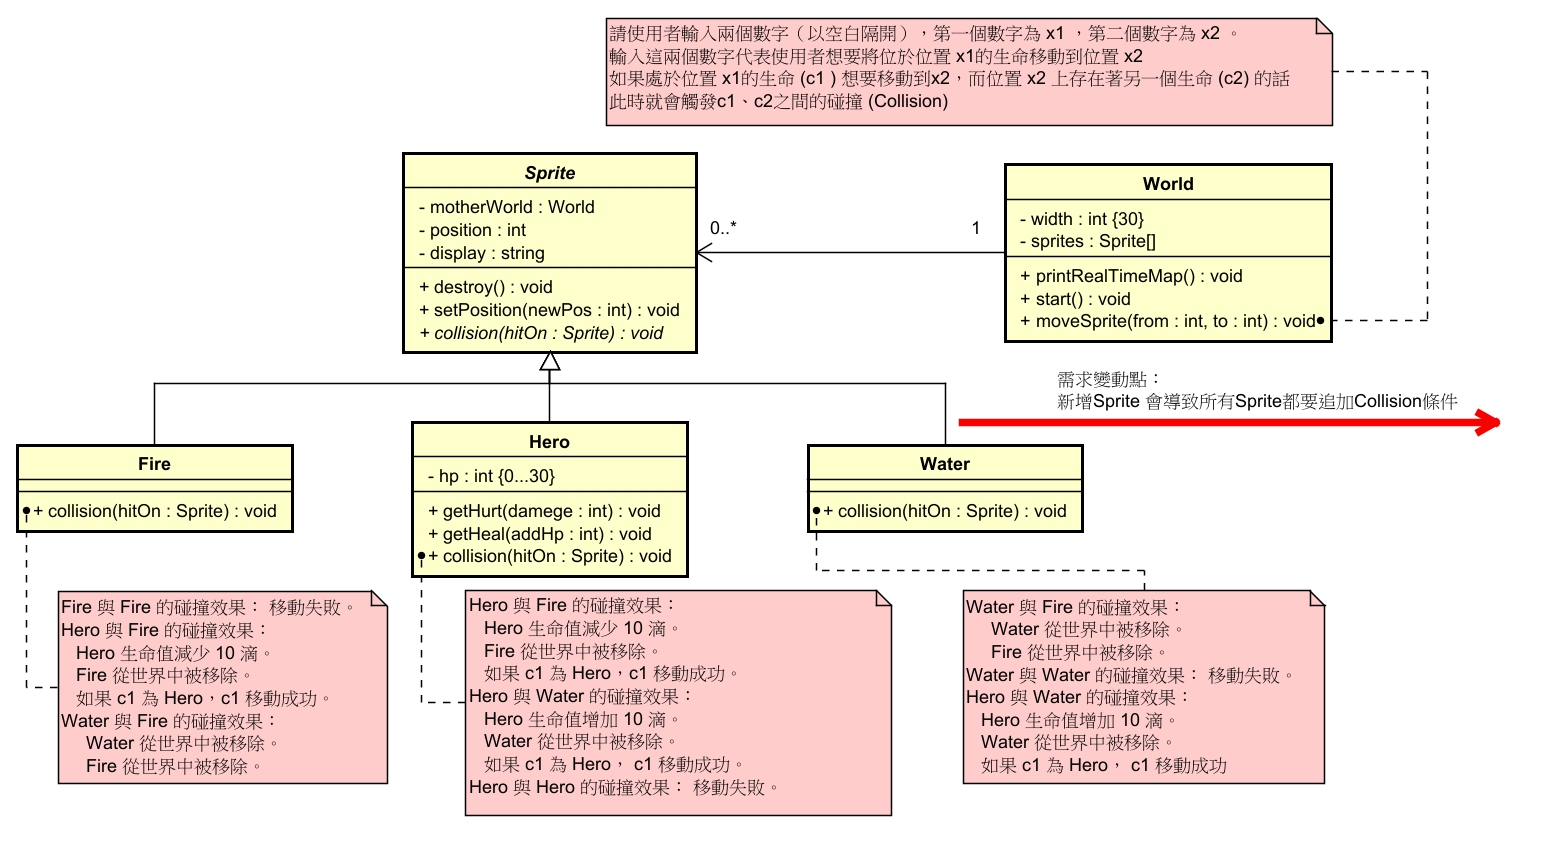 請使用者輸入兩個數字（以空白隔開），第一個數字為 x1 ，第二個數字為 x2 。
輸入這兩個數字代表使用者想要將位於位置 x1的生命移動到位置 x2
如果處於位置 x1的生命 (c1 ) 想要移動到x2，而位置 x2 上存在著另一個生命 (c2) 的話
此時就會觸發c1、c2之間的碰撞 (Collision)
Sprite
- motherWorld : World
- position : int
- display : string
+ destroy() : void
+ setPosition(newPos : int) : void
+ collision(hitOn : Sprite) : void
0..*
1
World
- width : int {30}
- sprites : Sprite[]
+ printRealTimeMap() : void
+ start() : void
+ moveSprite(from : int, to : int) : void
需求變動點：
新增Sprite 會導致所有Sprite都要追加Collision條件
Fire
+ collision(hitOn : Sprite) : void
Hero
- hp : int {0...30}
+ getHurt(damege : int) : void
+ getHeal(addHp : int) : void
+ collision(hitOn : Sprite) : void
Water
+ collision(hitOn : Sprite) : void
Fire 與 Fire 的碰撞效果： 移動失敗。
Hero 與 Fire 的碰撞效果：
Hero 生命值減少 10 滴。
Fire 從世界中被移除。
如果 c1 為 Hero，c1 移動成功。
Water 與 Fire 的碰撞效果：
Water 從世界中被移除。
Fire 從世界中被移除。
Hero 與 Fire 的碰撞效果：
Hero 生命值減少 10 滴。
Fire 從世界中被移除。
如果 c1 為 Hero，c1 移動成功。
Hero 與 Water 的碰撞效果：
Hero 生命值增加 10 滴。
Water 從世界中被移除。
如果 c1 為 Hero， c1 移動成功。
Hero 與 Hero 的碰撞效果： 移動失敗。
Water 與 Fire 的碰撞效果：
Water 從世界中被移除。
Fire 從世界中被移除。
Water 與 Water 的碰撞效果： 移動失敗。
Hero 與 Water 的碰撞效果：
Hero 生命值增加 10 滴。
Water 從世界中被移除。
如果 c1 為 Hero， c1 移動成功